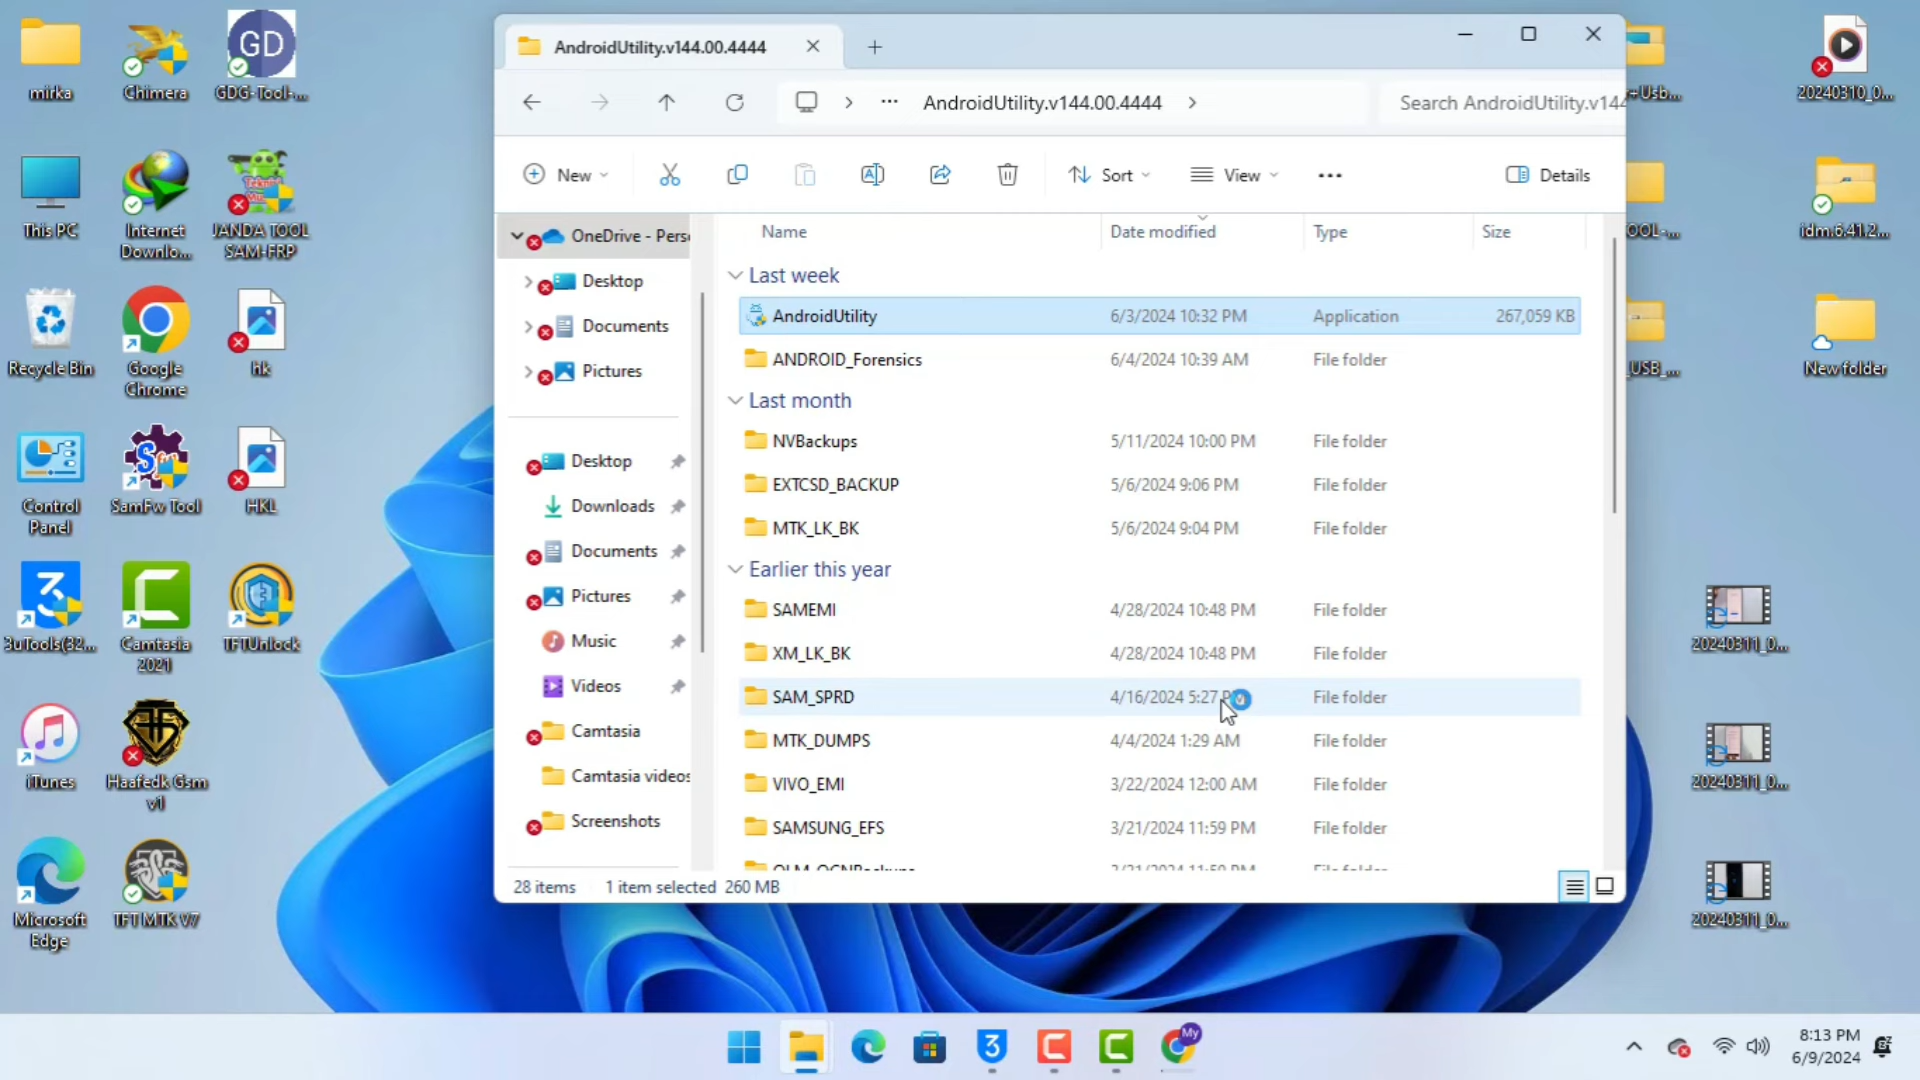 mirka
Chimera
GDG-Tool-...
This PC
Internet
Downlo...
JANDA TOOL
SAM-FRP
Recycle Bin
Google
Chrome
hk
Control
Panel
SamFw Tool
HKL
3uTools(32...
Camtasia
2021
TFTUnlock
iTunes
Haafedk Gsm
v1
Microsoft
Edge
TFT MTK V7
AndroidUtility.v144.00.4444
AndroidUtility.v144.00.4444
Search AndroidUtility.v144
New
Sort
View
Details
OneDrive - Perso
Desktop
Documents
Pictures
Desktop
Downloads
Documents
Pictures
Music
Videos
Camtasia
Camtasia videos
Screenshots
Name Date modified Type Size
Last week
AndroidUtility 6/3/2024 10:32 PM Application 267,059 KB
ANDROID_Forensics 6/4/2024 10:39 AM File folder
Last month
NVBackups 5/11/2024 10:00 PM File folder
EXTCSD_BACKUP 5/6/2024 9:06 PM File folder
MTK_LK_BK 5/6/2024 9:04 PM File folder
Earlier this year
SAMEMI 4/28/2024 10:48 PM File folder
XM_LK_BK 4/28/2024 10:48 PM File folder
SAM_SPRD 4/16/2024 5:27 P File folder
MTK_DUMPS 4/4/2024 1:29 AM File folder
VIVO_EMI 3/22/2024 12:00 AM File folder
SAMSUNG_EFS 3/21/2024 11:59 PM File folder
28 items 1 item selected 260 MB
+Usb...
20240310_0...
OOL-...
idm.6.41.2...
_USB_...
New folder
20240311_0...
20240311_0...
20240311_0...
My
8:13 PM
6/9/2024